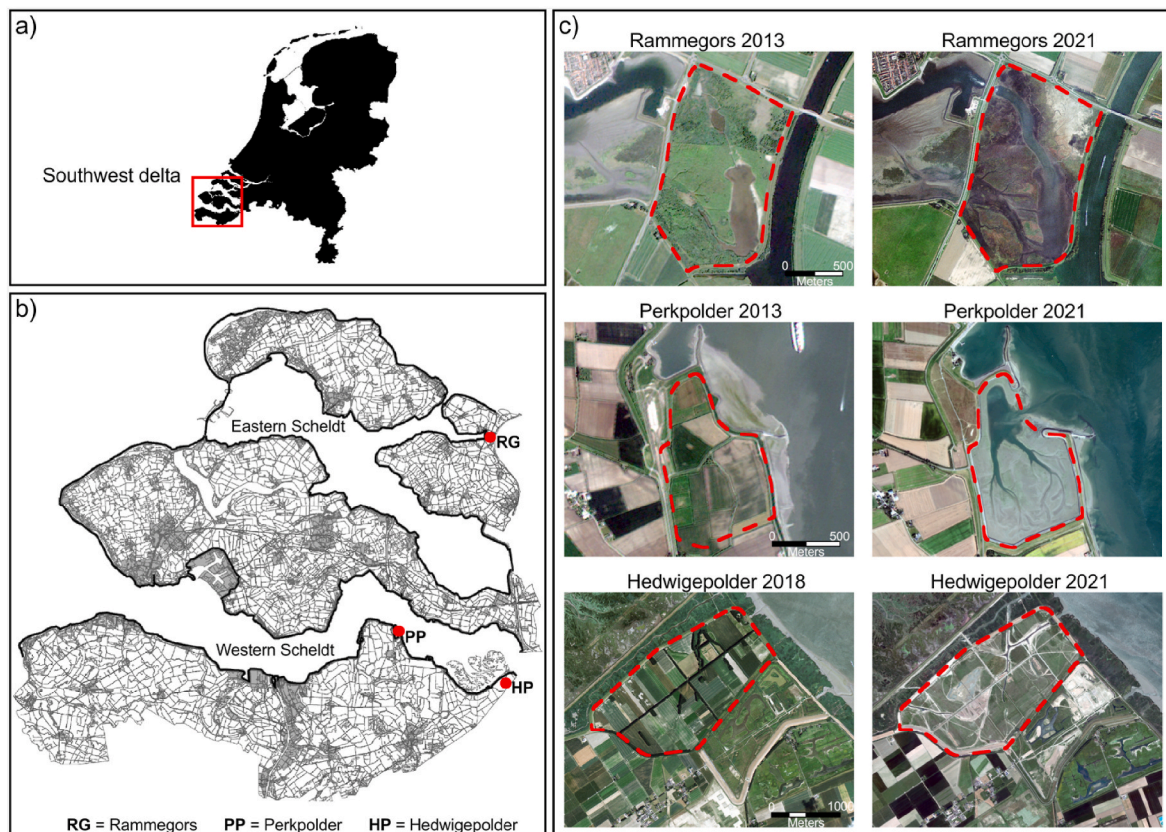 a)
Southwest delta
b)
Eastern Scheldt
RG
Western Scheldt
PP
HP
RG = Rammegors PP = Perkpolder HP = Hedwigepolder
c)
Rammegors 2013
Rammegors 2021
0 500
Meters
Perkpolder 2013
Perkpolder 2021
0 500
Meters
Hedwigepolder 2018
Hedwigepolder 2021
0 1000
Meters